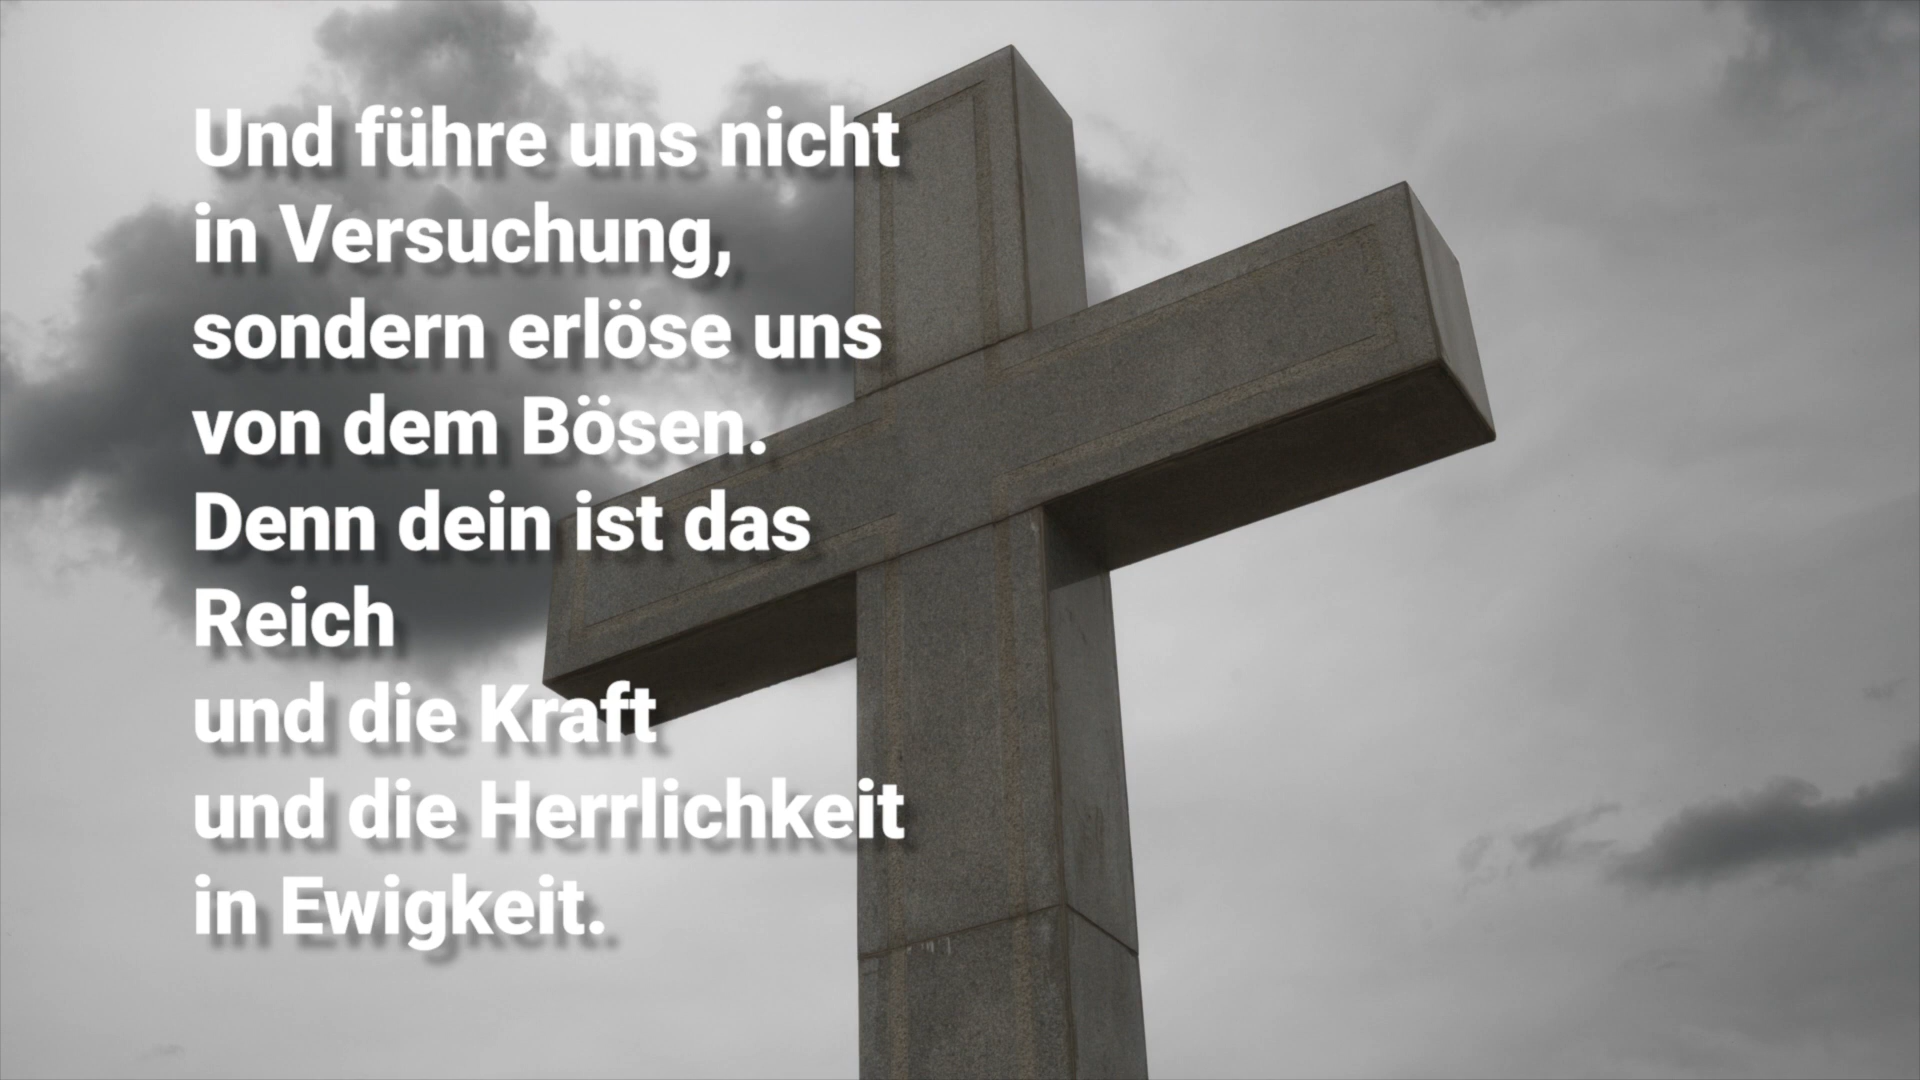 Und führe uns nicht
in Versuchung,
sondern erlöse uns
von dem Bösen.
Denn dein ist das
Reich
und die Kraft
und die Herrlichkeit
in Ewigkeit.